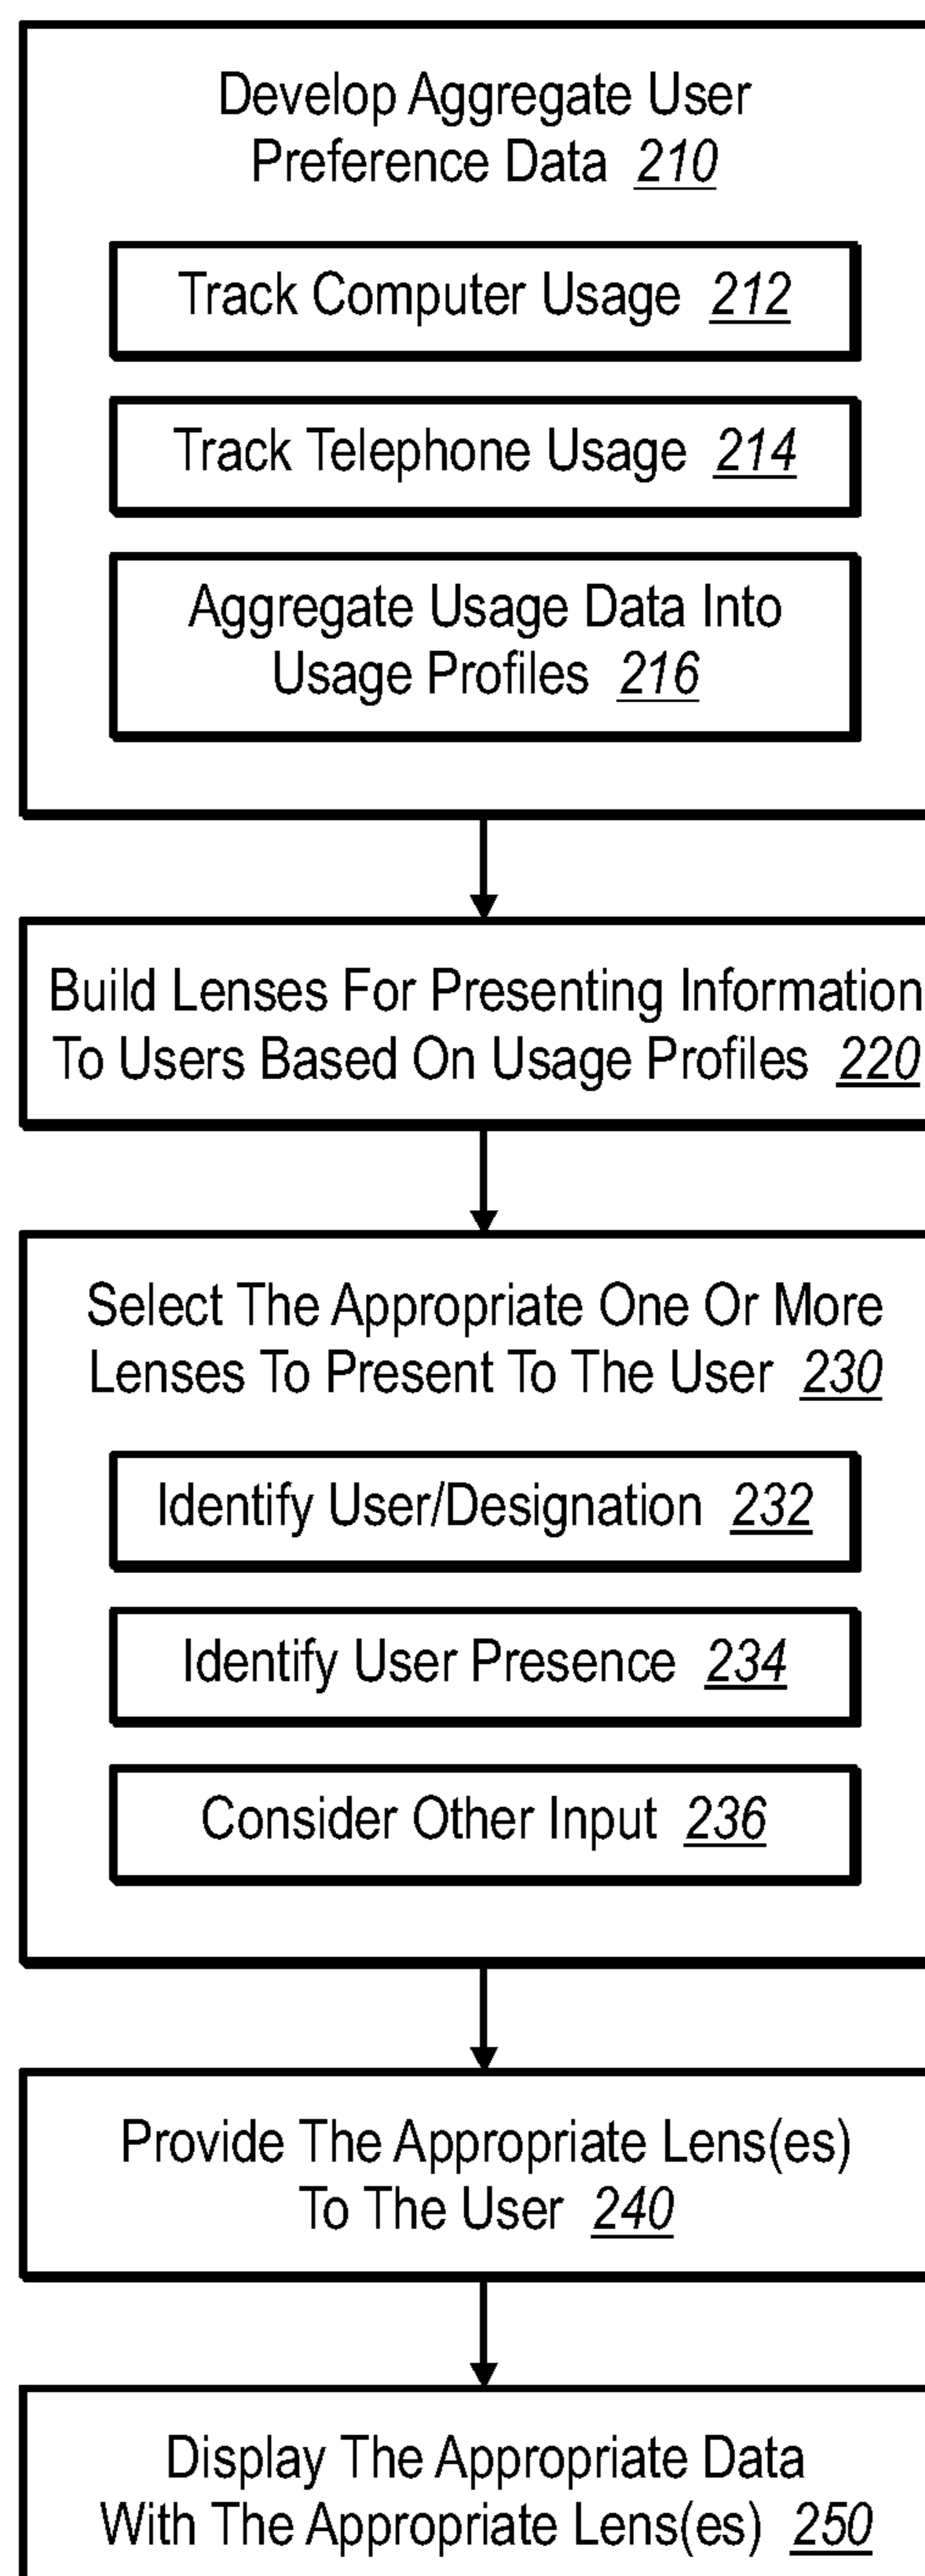 Develop Aggregate User
Preference Data 210
Track Computer Usage 212
Track Telephone Usage 214
Aggregate Usage Data Into
Usage Profiles 216
Build Lenses For Presenting Information
To Users Based On Usage Profiles 220
Select The Appropriate One Or More
Lenses To Present To The User 230
Identify User/Designation 232
Identify User Presence 234
Consider Other Input 236
Provide The Appropriate Lens(es)
To The User 240
Display The Appropriate Data
With The Appropriate Lens(es) 250